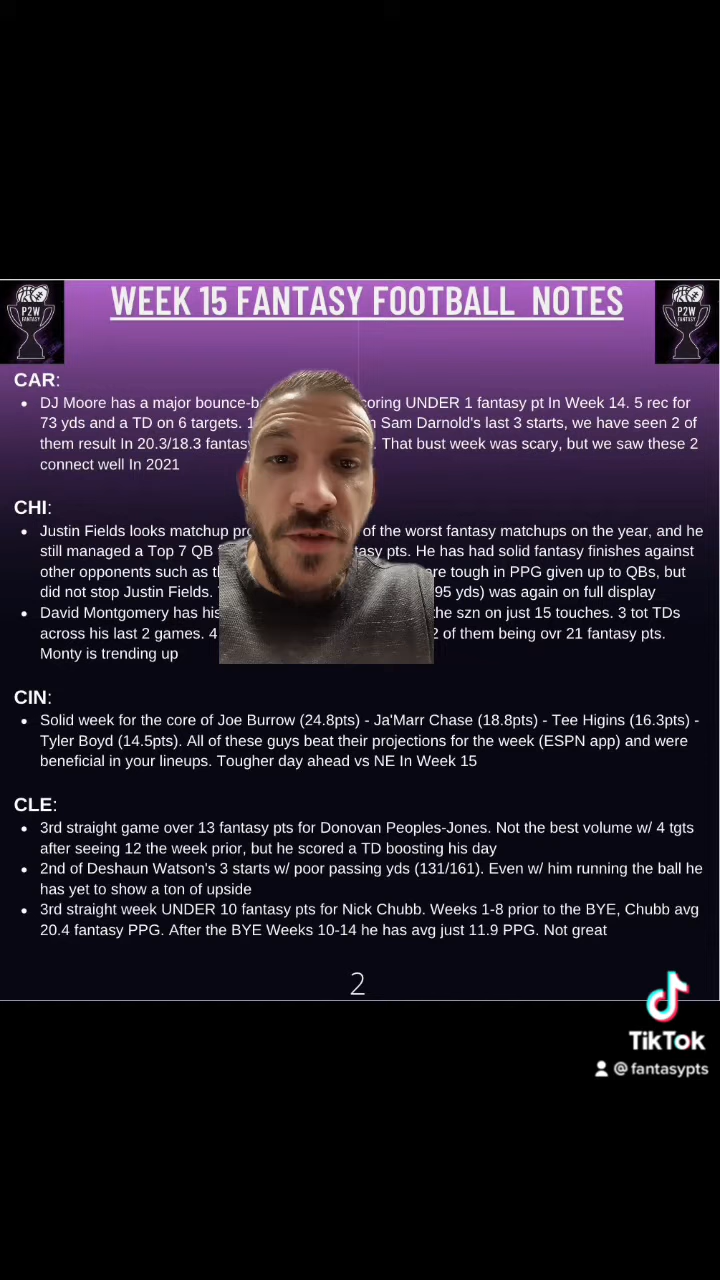 P2W
FANTASY
WEEK 15 FANTASY FOOTBALL NOTES
P2W
FANTASY
CAR:
• DJ Moore has a major bounce-b coring UNDER 1 fantasy pt In Week 14. 5 rec for
73 yds and a TD on 6 targets. 1 Sam Darnold's last 3 starts, we have seen 2 of
them result In 20.3/18.3 fantasy . That bust week was scary, but we saw these 2
connect well In 2021
CHI:
• Justin Fields looks matchup pro of the worst fantasy matchups on the year, and he
still managed a Top 7 QB tasy pts. He has had solid fantasy finishes against
other opponents such as th re tough in PPG given up to QBs, but
did not stop Justin Fields. 95 yds) was again on full display
• David Montgomery has his the szn on just 15 touches. 3 tot TDs
across his last 2 games. 4 2 of them being ovr 21 fantasy pts.
Monty is trending up
CIN:
• Solid week for the core of Joe Burrow (24.8pts) - Ja'Marr Chase (18.8pts) - Tee Higins (16.3pts) -
Tyler Boyd (14.5pts). All of these guys beat their projections for the week (ESPN app) and were
beneficial in your lineups. Tougher day ahead vs NE In Week 15
CLE:
• 3rd straight game over 13 fantasy pts for Donovan Peoples-Jones. Not the best volume w/ 4 tgts
after seeing 12 the week prior, but he scored a TD boosting his day
• 2nd of Deshaun Watson's 3 starts w/ poor passing yds (131/161). Even w/ him running the ball he
has yet to show a ton of upside
• 3rd straight week UNDER 10 fantasy pts for Nick Chubb. Weeks 1-8 prior to the BYE, Chubb avg
20.4 fantasy PPG. After the BYE Weeks 10-14 he has avg just 11.9 PPG. Not great
2
TikTok
@fantasypts